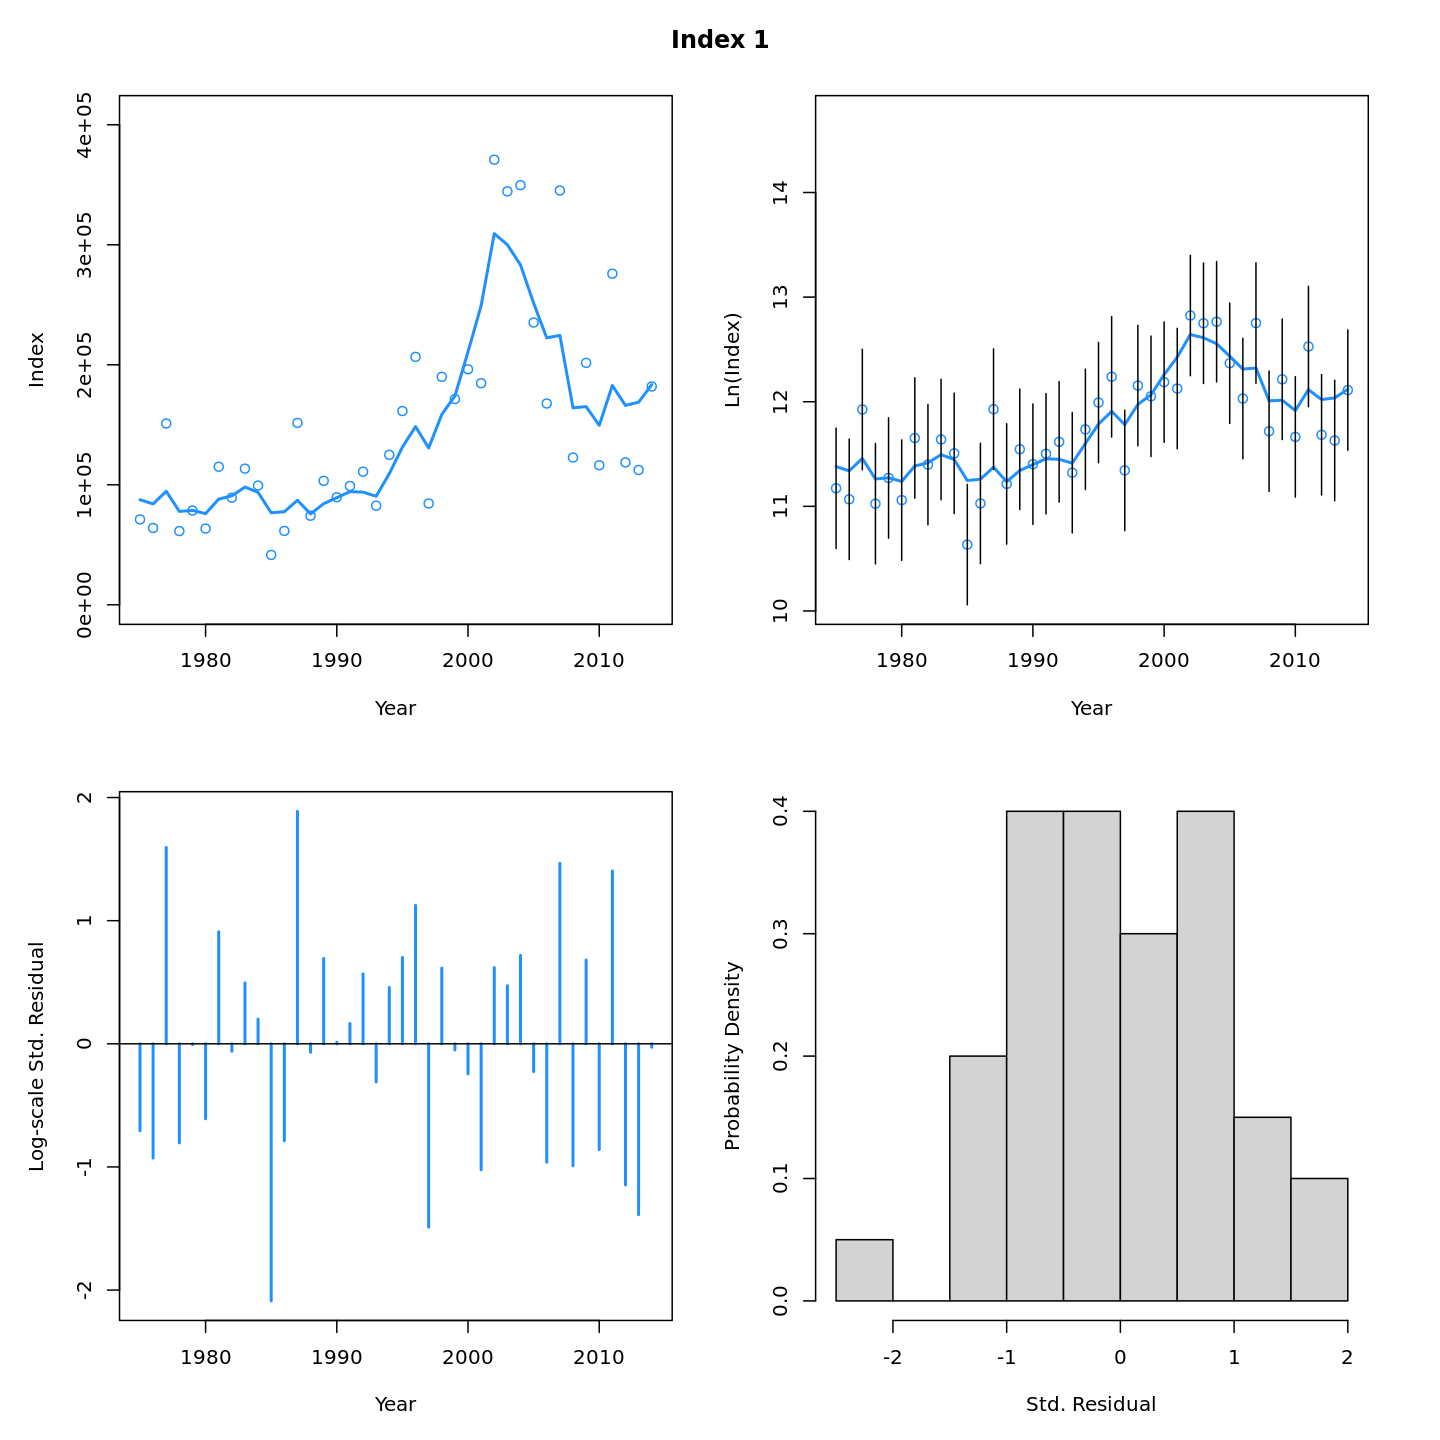 Index 1
Index
4e+05
3e+05
2e+05
1e+05
0e+00
1980 1990 2000 2010
Year
Ln(Index)
14
13
12
11
10
1980 1990 2000 2010
Year
Log-scale Std. Residual
2
1
0
-1
-2
1980 1990 2000 2010
Year
Probability Density
0.4
0.3
0.2
0.1
0.0
-2 -1 0 1 2
Std. Residual